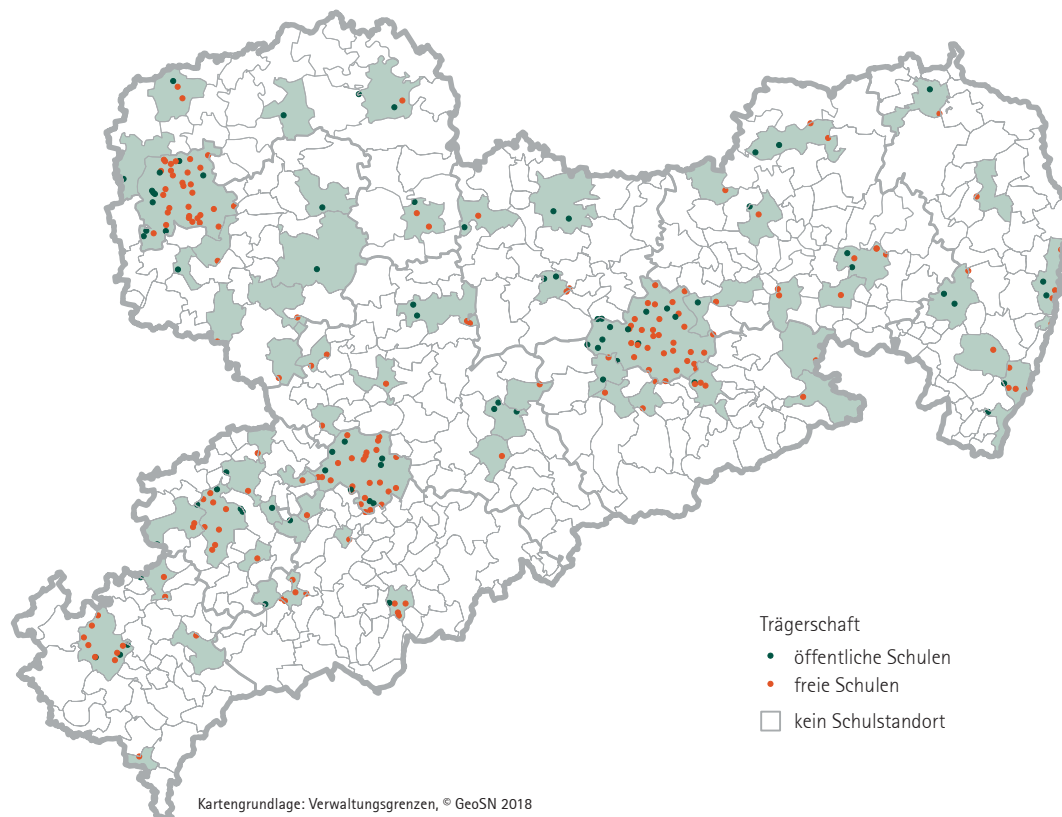 Trägerschaft
öffentliche Schulen
freie Schulen
kein Schulstandort
Kartengrundlage: Verwaltungsgrenzen, © GeoSN 2018